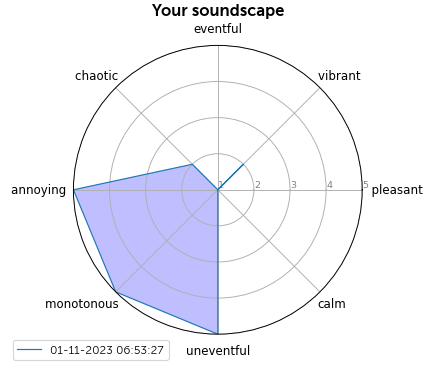 Your soundscape
eventful
chaotic
vibrant
annoying
1 2 3 4 5
pleasant
monotonous
calm
01-11-2023 06:53:27
uneventful